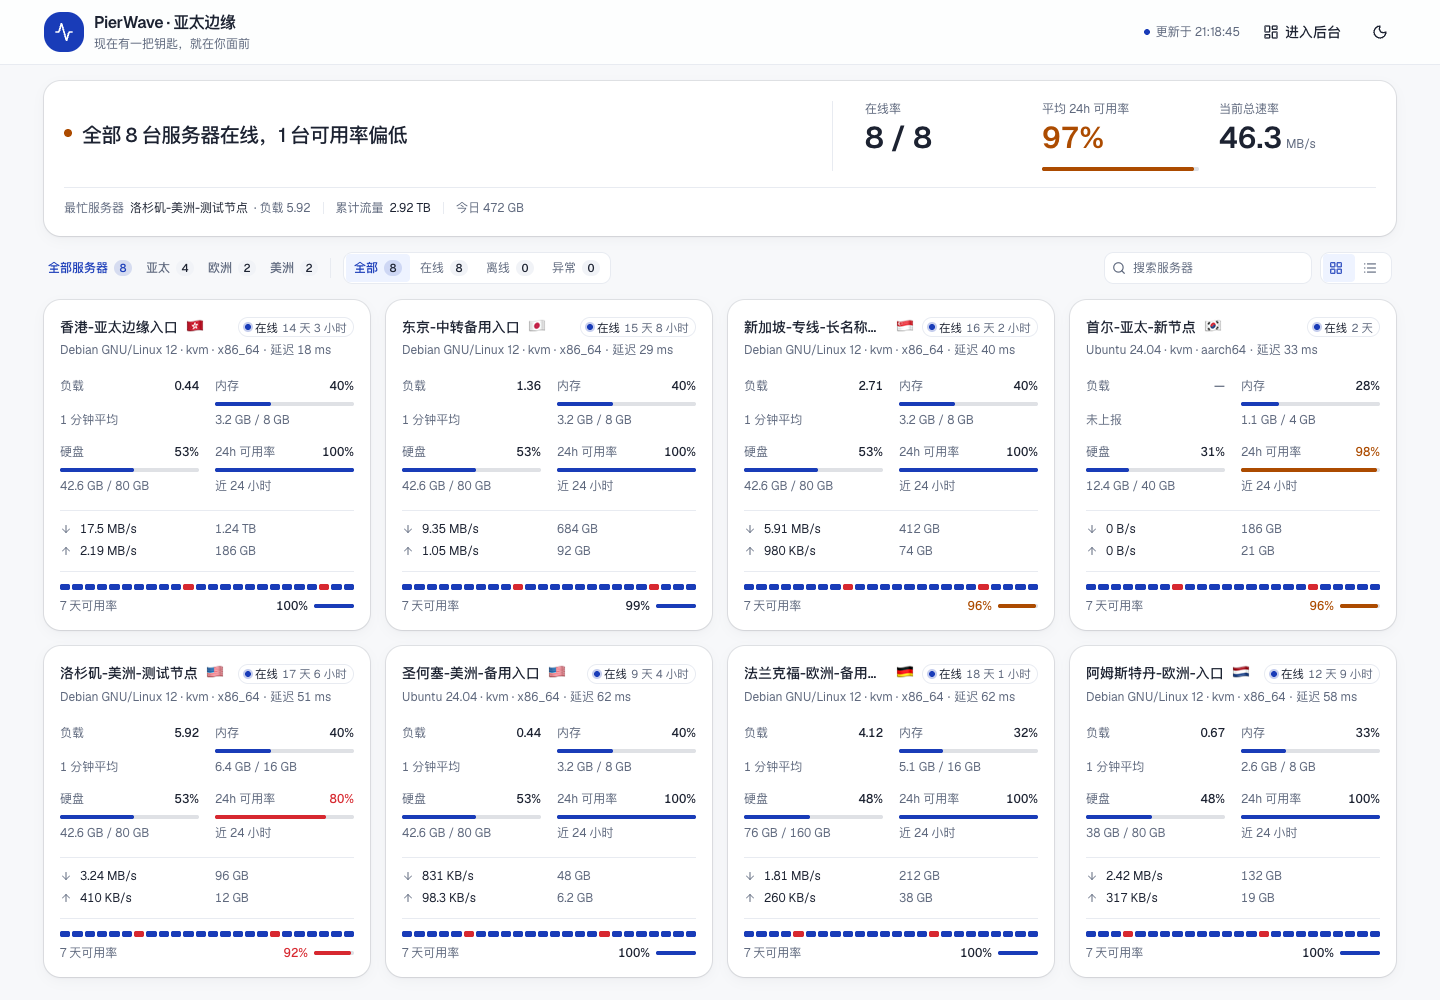 PierWave · 亚太边缘
现在有一把钥匙，就在你面前
更新于 21:18:45
进入后台
全部 8 台服务器在线，1 台可用率偏低
在线率
8 / 8
平均 24h 可用率
97%
当前总速率
46.3 MB/s
最忙服务器 洛杉矶-美洲-测试节点 · 负载 5.92
累计流量 2.92 TB
今日 472 GB
全部服务器 8 亚太 4 欧洲 2 美洲 2
全部 8 在线 8 离线 0 异常 0
搜索服务器
香港-亚太边缘入口
在线 14 天 3 小时
Debian GNU/Linux 12 · kvm · x86_64 · 延迟 18 ms
负载 0.44 内存 40%
1 分钟平均 3.2 GB / 8 GB
硬盘 53% 24h 可用率 100%
42.6 GB / 80 GB 近 24 小时
↓ 17.5 MB/s 1.24 TB
↑ 2.19 MB/s 186 GB
7 天可用率 100%
东京-中转备用入口
在线 15 天 8 小时
Debian GNU/Linux 12 · kvm · x86_64 · 延迟 29 ms
负载 1.36 内存 40%
1 分钟平均 3.2 GB / 8 GB
硬盘 53% 24h 可用率 100%
42.6 GB / 80 GB 近 24 小时
↓ 9.35 MB/s 684 GB
↑ 1.05 MB/s 92 GB
7 天可用率 99%
新加坡-专线-长名称...
在线 16 天 2 小时
Debian GNU/Linux 12 · kvm · x86_64 · 延迟 40 ms
负载 2.71 内存 40%
1 分钟平均 3.2 GB / 8 GB
硬盘 53% 24h 可用率 100%
42.6 GB / 80 GB 近 24 小时
↓ 5.91 MB/s 412 GB
↑ 980 KB/s 74 GB
7 天可用率 96%
首尔-亚太-新节点
在线 2 天
Ubuntu 24.04 · kvm · aarch64 · 延迟 33 ms
负载 — 内存 28%
未上报 1.1 GB / 4 GB
硬盘 31% 24h 可用率 98%
12.4 GB / 40 GB 近 24 小时
↓ 0 B/s 186 GB
↑ 0 B/s 21 GB
7 天可用率 96%
洛杉矶-美洲-测试节点
在线 17 天 6 小时
Debian GNU/Linux 12 · kvm · x86_64 · 延迟 51 ms
负载 5.92 内存 40%
1 分钟平均 6.4 GB / 16 GB
硬盘 53% 24h 可用率 80%
42.6 GB / 80 GB 近 24 小时
↓ 3.24 MB/s 96 GB
↑ 410 KB/s 12 GB
7 天可用率 92%
圣何塞-美洲-备用入口
在线 9 天 4 小时
Ubuntu 24.04 · kvm · x86_64 · 延迟 62 ms
负载 0.44 内存 40%
1 分钟平均 3.2 GB / 8 GB
硬盘 53% 24h 可用率 100%
42.6 GB / 80 GB 近 24 小时
↓ 831 KB/s 48 GB
↑ 98.3 KB/s 6.2 GB
7 天可用率 100%
法兰克福-欧洲-备用...
在线 18 天 1 小时
Debian GNU/Linux 12 · kvm · x86_64 · 延迟 62 ms
负载 4.12 内存 32%
1 分钟平均 5.1 GB / 16 GB
硬盘 48% 24h 可用率 100%
76 GB / 160 GB 近 24 小时
↓ 1.81 MB/s 212 GB
↑ 260 KB/s 38 GB
7 天可用率 100%
阿姆斯特丹-欧洲-入口
在线 12 天 9 小时
Debian GNU/Linux 12 · kvm · x86_64 · 延迟 58 ms
负载 0.67 内存 33%
1 分钟平均 2.6 GB / 8 GB
硬盘 48% 24h 可用率 100%
38 GB / 80 GB 近 24 小时
↓ 2.42 MB/s 132 GB
↑ 317 KB/s 19 GB
7 天可用率 100%